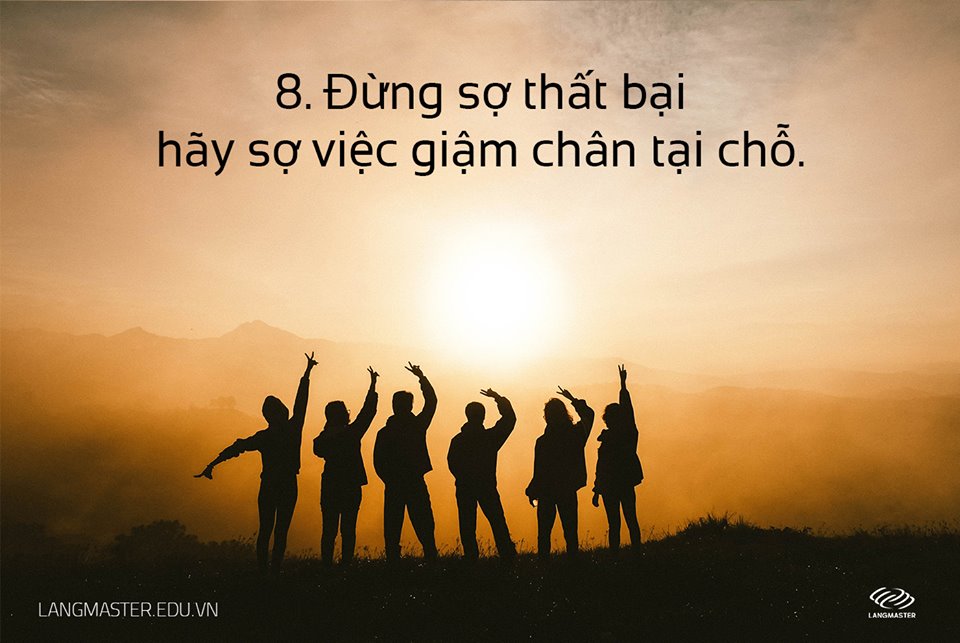 8. Đừng sợ thất bại
hãy sợ việc giậm chân tại chỗ.
LANGMASTER.EDU.VN
LANGMASTER